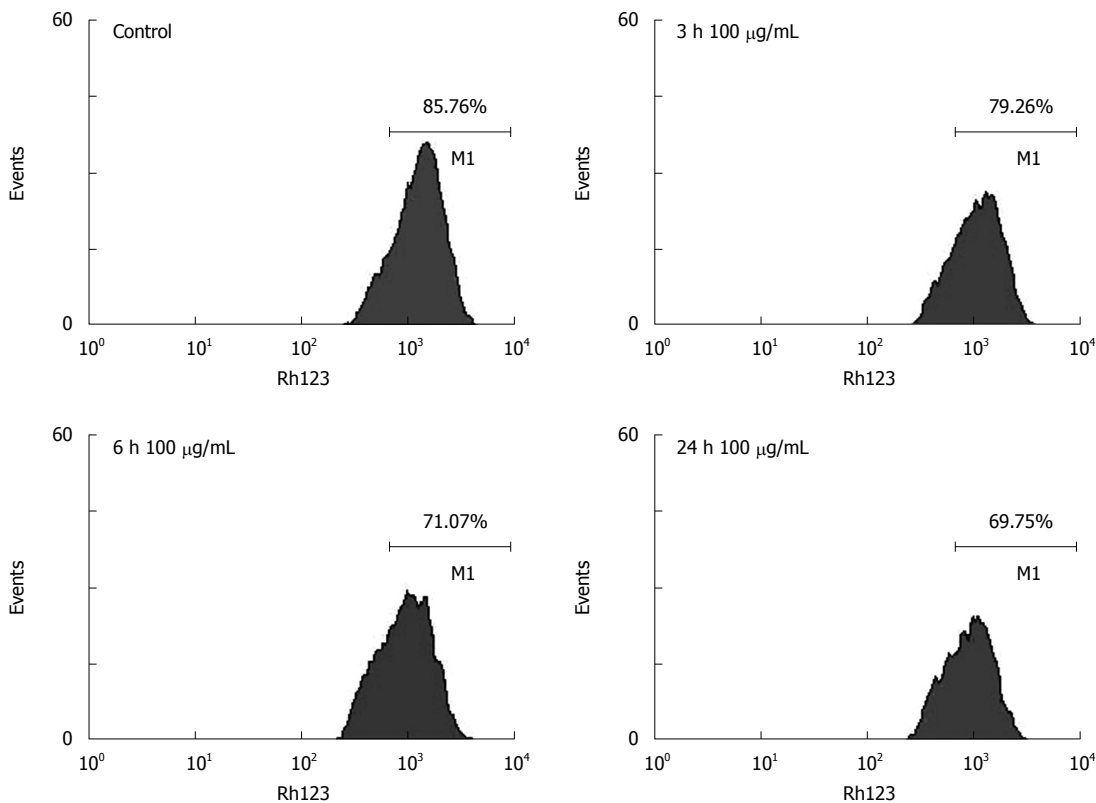 60
Control
85.76%
M1
Events
0
10⁰ 10¹ 10² 10³ 10⁴
Rh123
60
3 h 100 μg/mL
79.26%
M1
Events
0
10⁰ 10¹ 10² 10³ 10⁴
Rh123
60
6 h 100 μg/mL
71.07%
M1
Events
0
10⁰ 10¹ 10² 10³ 10⁴
Rh123
60
24 h 100 μg/mL
69.75%
M1
Events
0
10⁰ 10¹ 10² 10³ 10⁴
Rh123